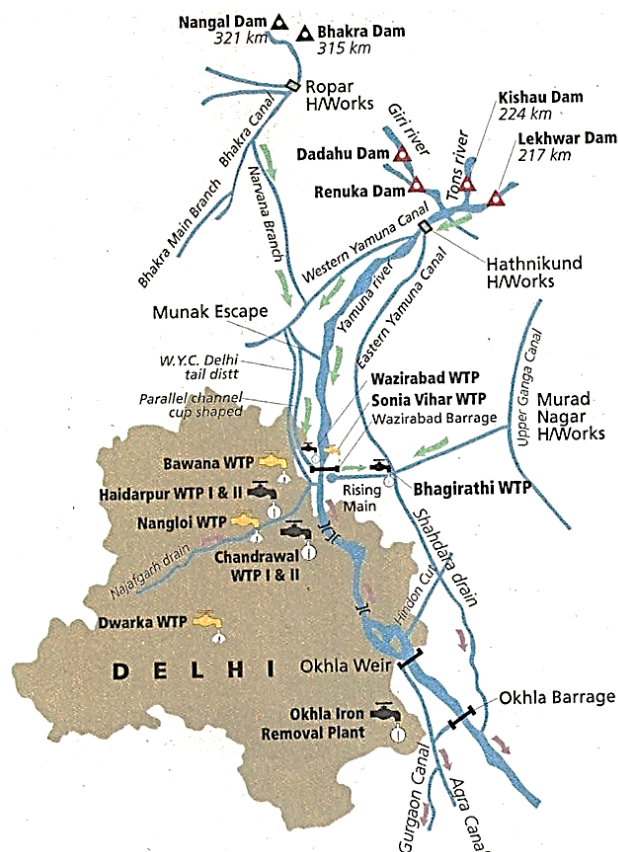 Nangal Dam
321 km
Bhakra Dam
315 km
Ropar
H/Works
Bhakra Canal
Bhakra Main Branch
Narvana Branch
Giri river
Kishau Dam
224 km
Tons river
Lekhwar Dam
217 km
Dadahu Dam
Renuka Dam
Western Yamuna Canal
Hathnikund
H/Works
Yamuna river
Eastern Yamuna Canal
Munak Escape
W.Y.C. Delhi
tail distt
Parallel channel
cup shaped
Wazirabad WTP
Sonia Vihar WTP
Wazirabad Barrage
Upper Ganga Canal
Murad
Nagar
H/Works
Bawana WTP
Haidarpur WTP I & II
Nangloi WTP
Rising
Main
Bhagirathi WTP
Chandrawal
WTP I & II
Najafgarh drain
Shahdara drain
Hindon Cut
Dwarka WTP
DELHI
Okhla Weir
Okhla Barrage
Okhla Iron
Removal Plant
Gurgaon Canal
Agra Canal